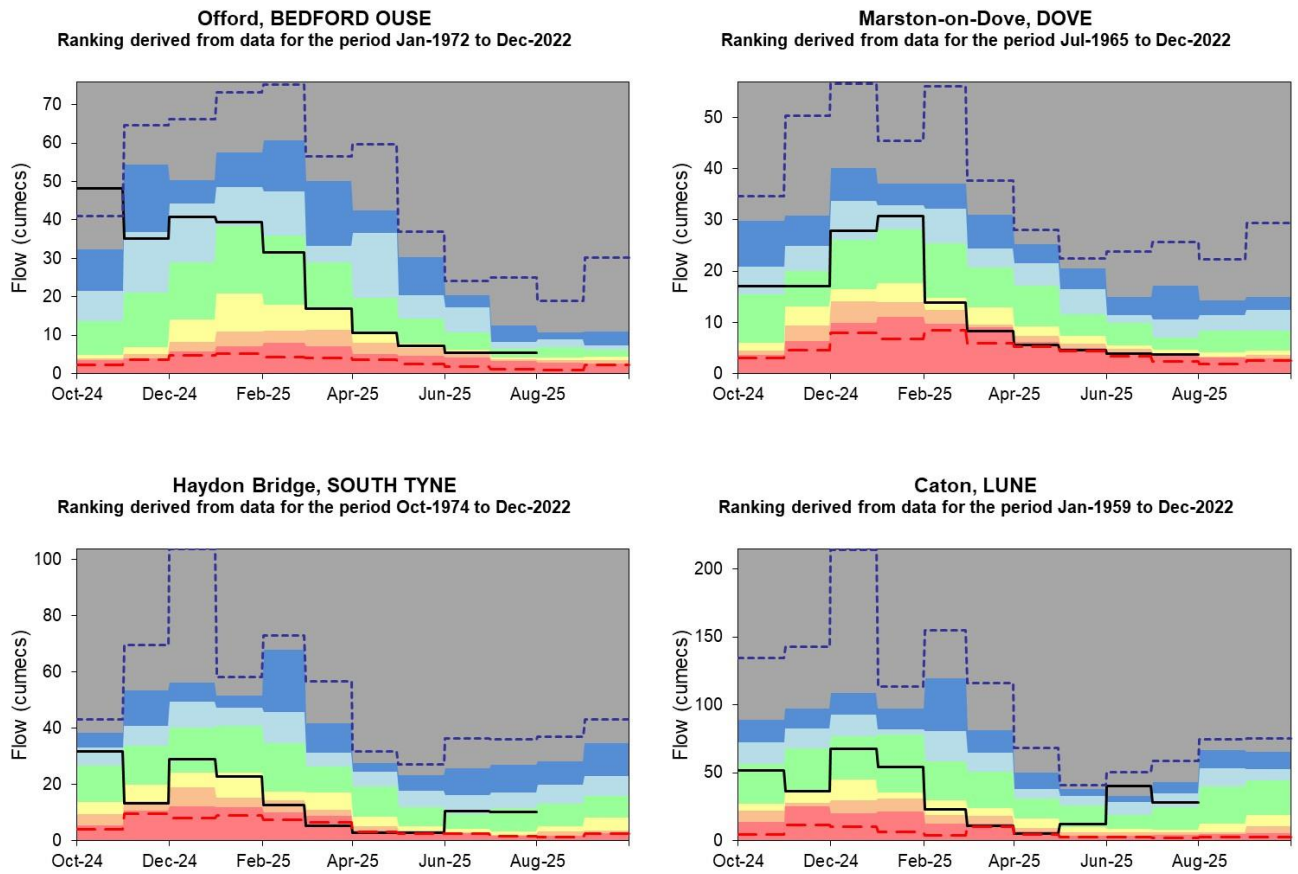 Offord, BEDFORD OUSE
Ranking derived from data for the period Jan-1972 to Dec-2022
Flow (cumecs)
70
60
50
40
30
20
10
0
Oct-24 Dec-24 Feb-25 Apr-25 Jun-25 Aug-25
Marston-on-Dove, DOVE
Ranking derived from data for the period Jul-1965 to Dec-2022
Flow (cumecs)
50
40
30
20
10
0
Oct-24 Dec-24 Feb-25 Apr-25 Jun-25 Aug-25
Haydon Bridge, SOUTH TYNE
Ranking derived from data for the period Oct-1974 to Dec-2022
Flow (cumecs)
100
80
60
40
20
0
Oct-24 Dec-24 Feb-25 Apr-25 Jun-25 Aug-25
Caton, LUNE
Ranking derived from data for the period Jan-1959 to Dec-2022
Flow (cumecs)
200
150
100
50
0
Oct-24 Dec-24 Feb-25 Apr-25 Jun-25 Aug-25